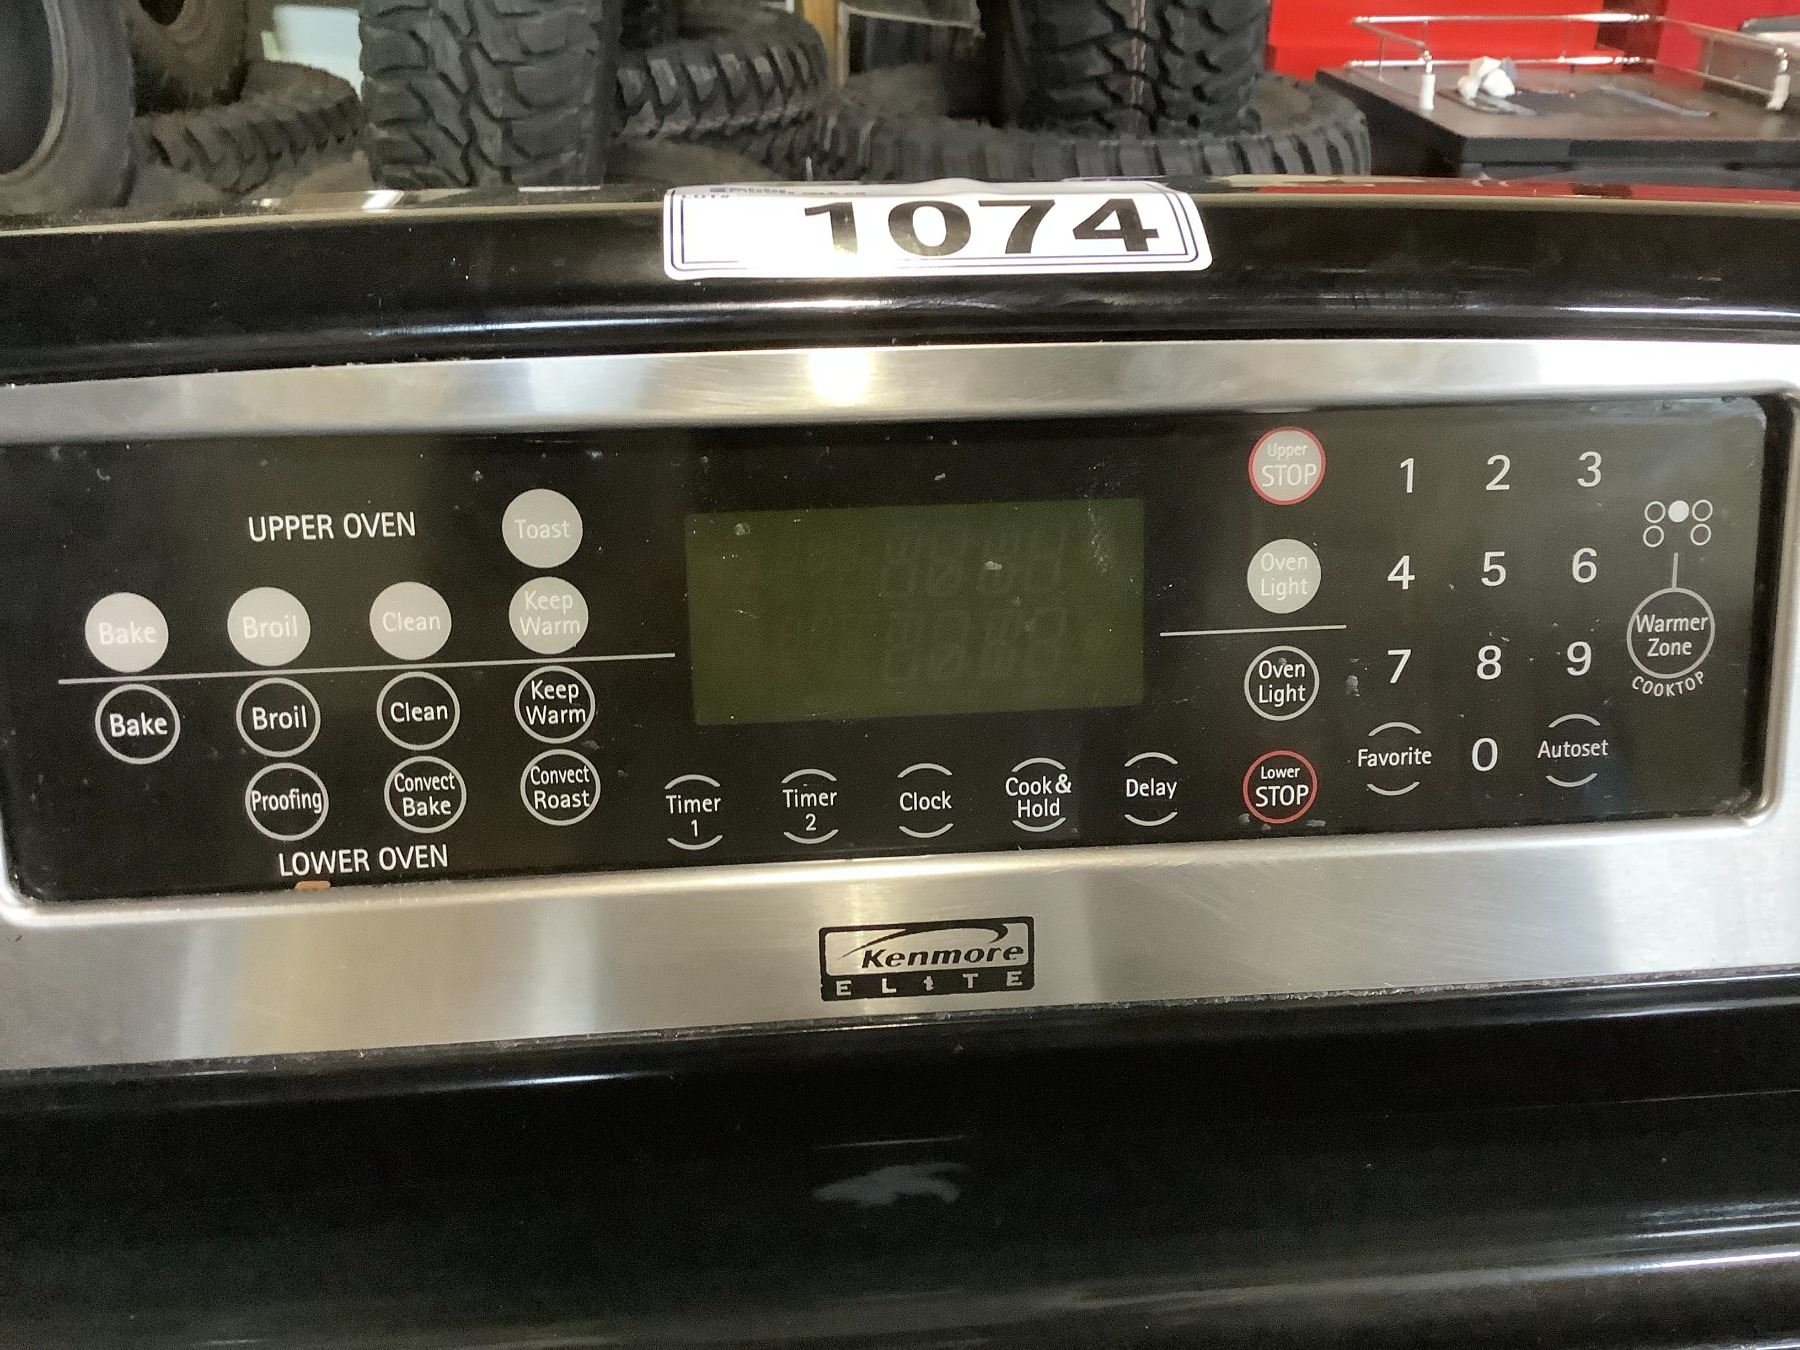 LOT#
1074
UPPER OVEN
Toast
Bake
Broil
Clean
Keep
Warm
Bake
Broil
Clean
Keep
Warm
Proofing
Convect
Bake
Convect
Roast
LOWER OVEN
Timer
1
Timer
2
Clock
Cook &
Hold
Delay
Upper
STOP
Oven
Light
Oven
Light
Lower
STOP
1 2 3
4 5 6
7 8 9
Favorite 0 Autoset
Warmer
Zone
COOKTOP
Kenmore
ELITE